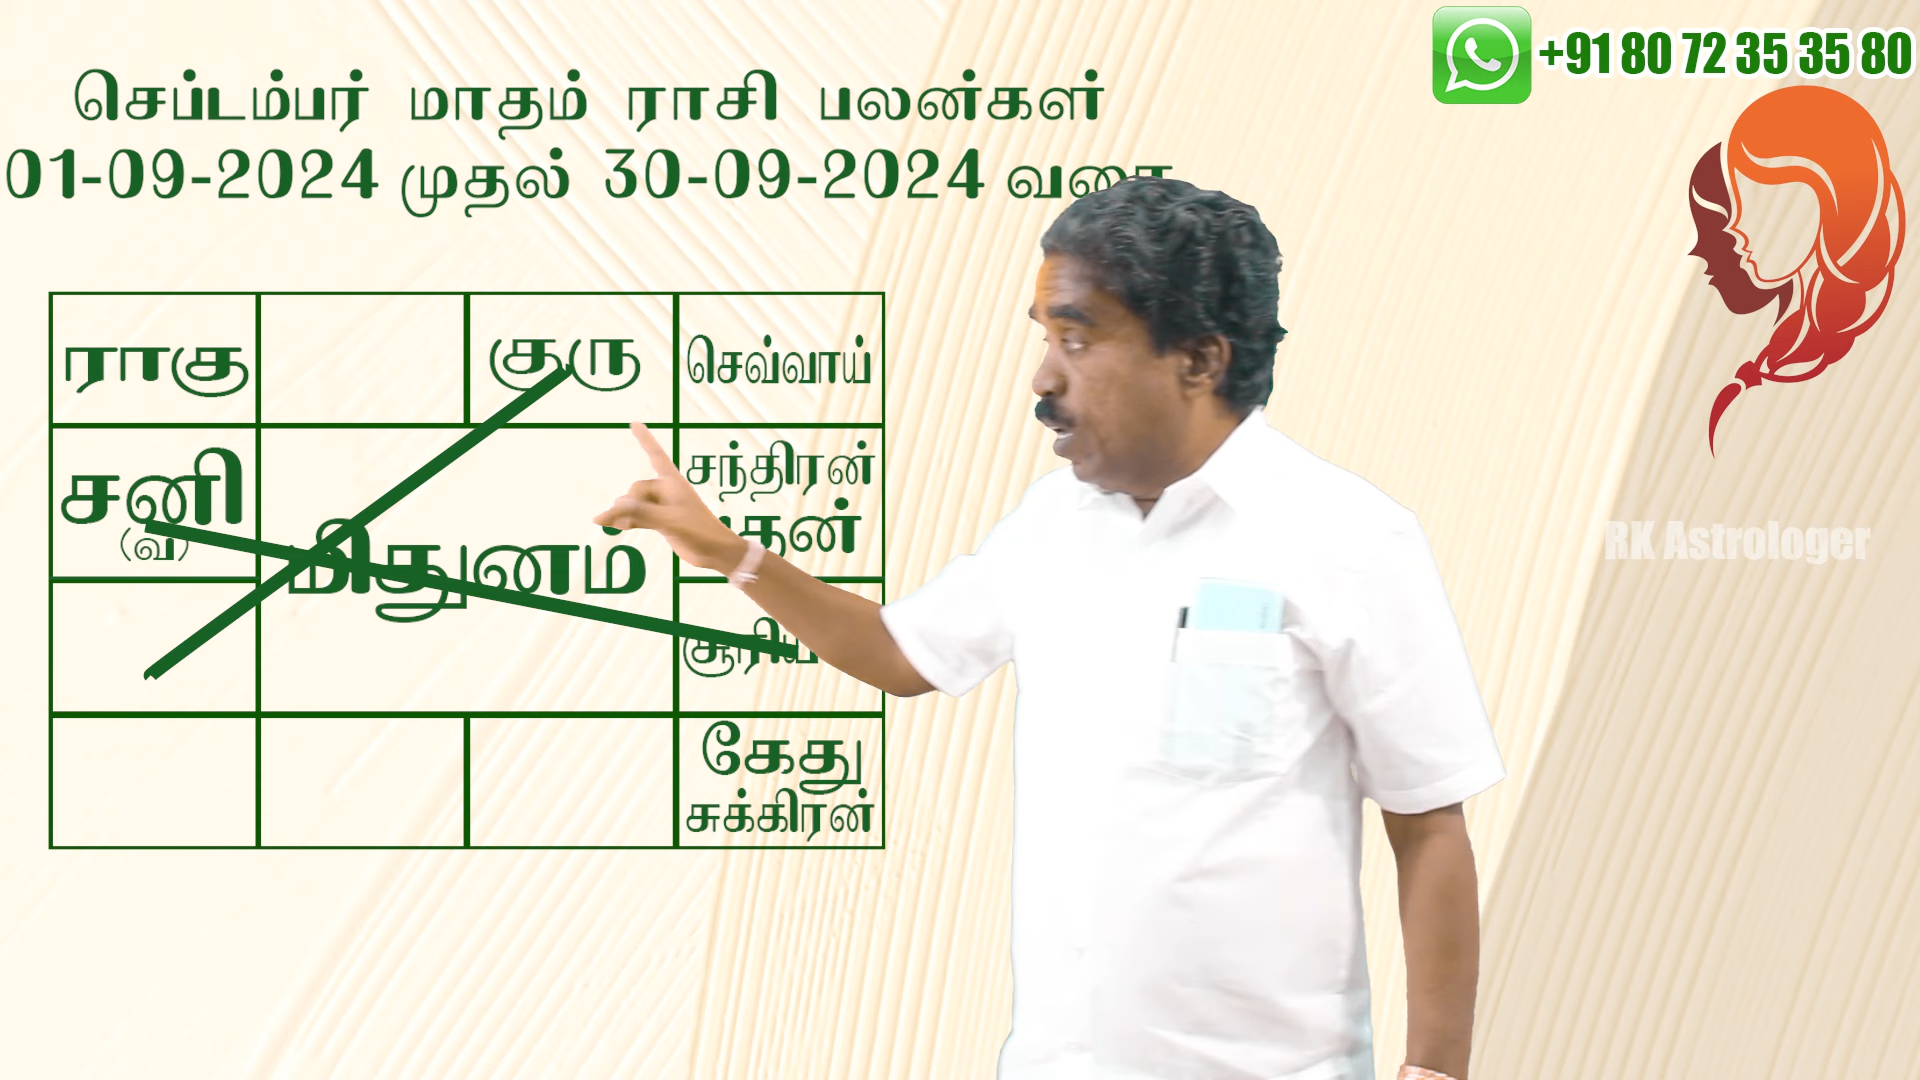 +91 80 72 35 35 80
செப்டம்பர் மாதம் ராசி பலன்கள்
01-09-2024 முதல் 30-09-2024
ராகு
குரு
செவ்வாய்
சனி
(வ)
சந்திரன்
மிதுனம்
RK Astrologer
கேது
சுக்கிரன்